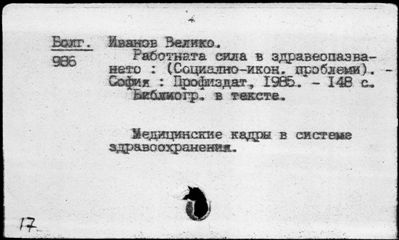 Болг. Иванов Велико.
986 Работната сила в здравеопазва-
нето : (Социално-икон. проблеми). -
София : Профиздат, 1985. - 148 с.
Библиогр. в тексте.
Медицинские кадры в системе
здравоохранения.
17